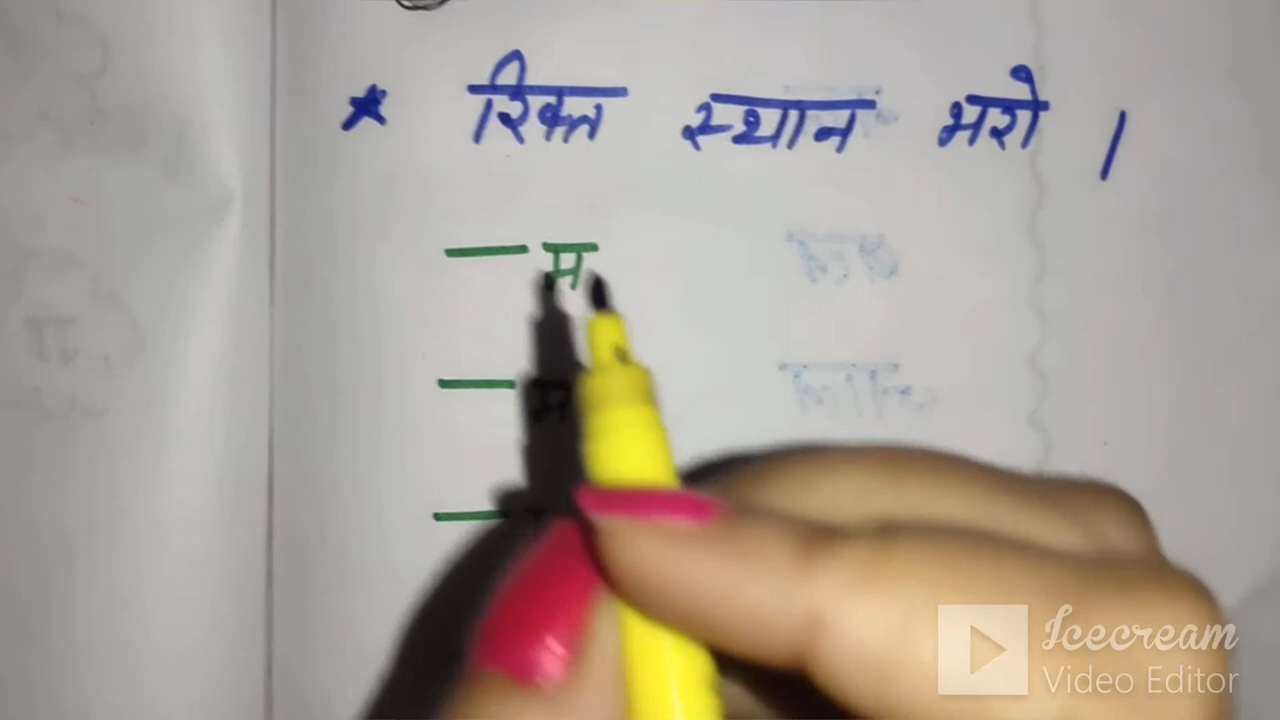 ★ रिक्त स्थान भरो ।
— म
Icecream
Video Editor